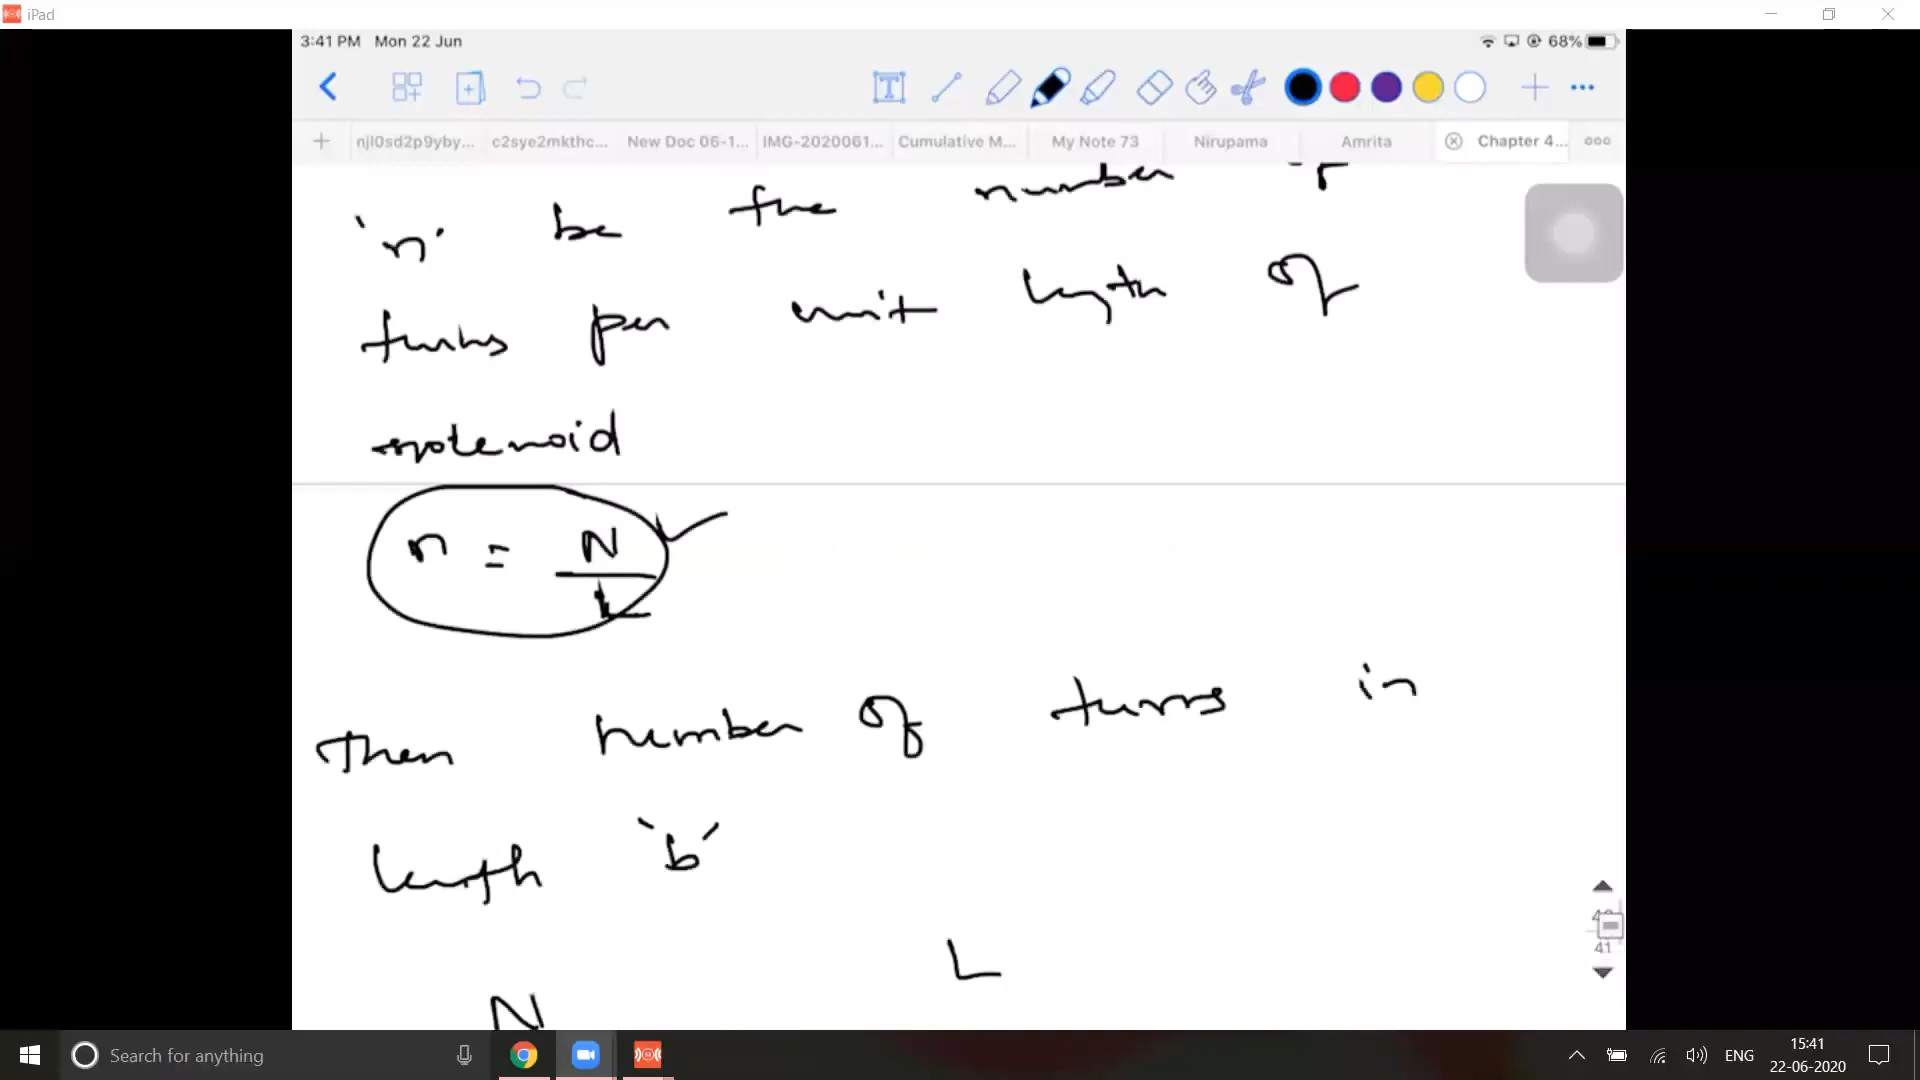 iPad
3:41 PM Mon 22 Jun
68%
njl0sd2p9yby... c2sye2mkthc... New Doc 06-1... IMG-2020061... Cumulative M... My Note 73 Nirupama Amrita Chapter 4...
'n' be the number
turns per unit length of
solenoid
n = N
L
Then number of turns in
length 'b'
L
N
41
Search for anything
ENG
15:41
22-06-2020